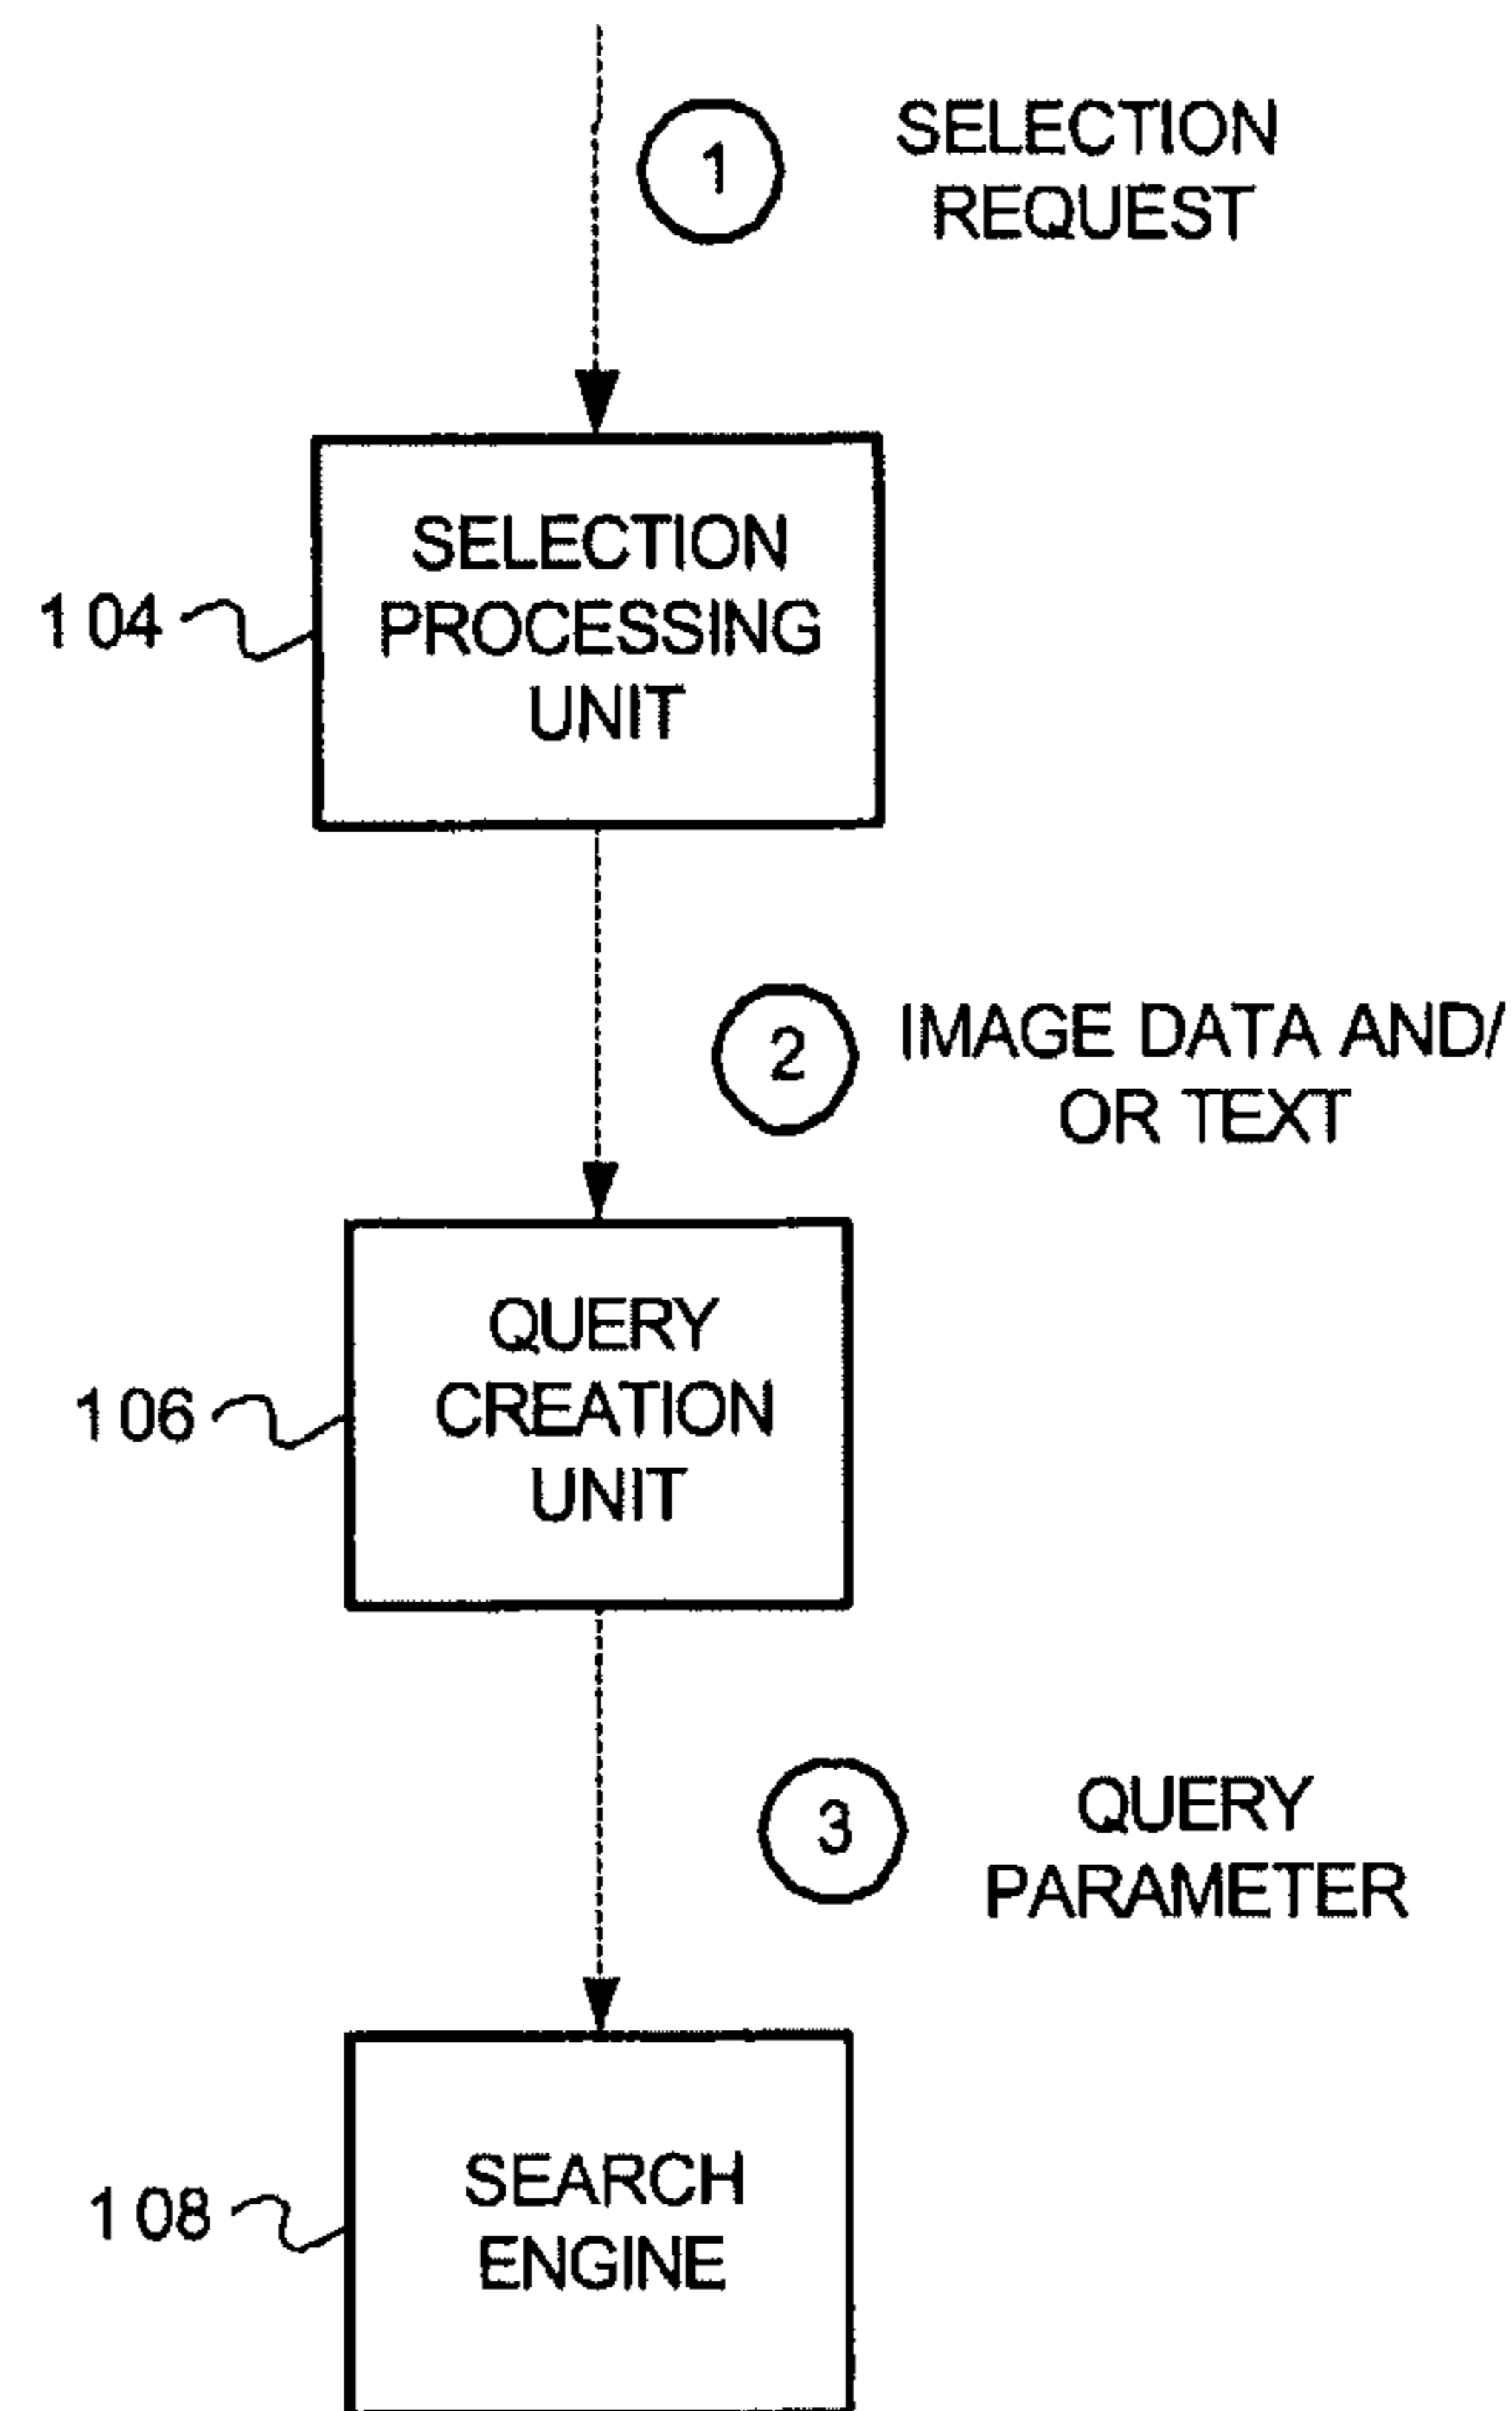 1
SELECTION
REQUEST
SELECTION
PROCESSING
UNIT
104
2
IMAGE DATA AND/
OR TEXT
QUERY
CREATION
UNIT
106
3
QUERY
PARAMETER
SEARCH
ENGINE
108